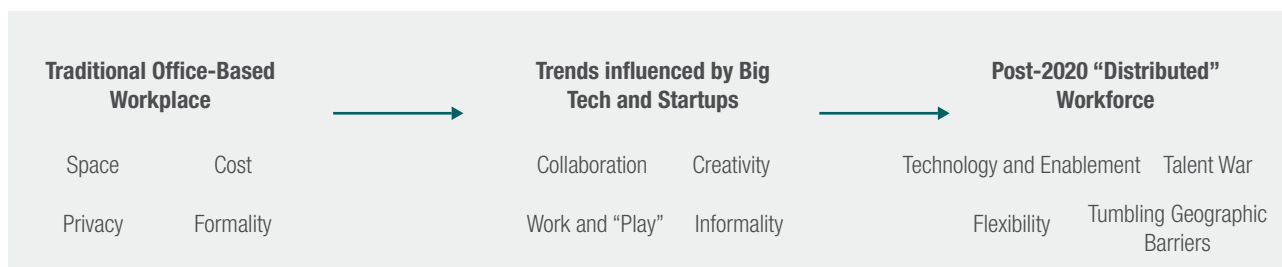 Traditional Office-Based
Workplace
Space Cost
Privacy Formality
Trends influenced by Big
Tech and Startups
Collaboration Creativity
Work and “Play” Informality
Post-2020 “Distributed”
Workforce
Technology and Enablement Talent War
Flexibility Tumbling Geographic
Barriers